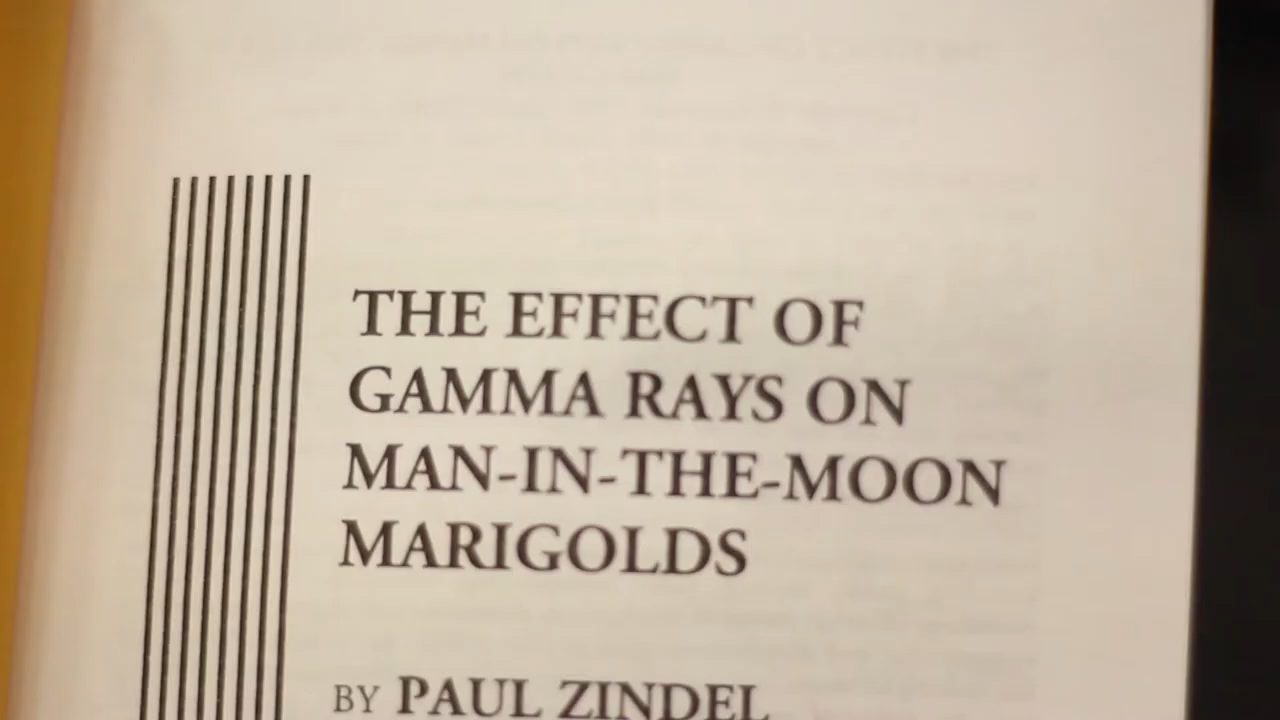 THE EFFECT OF
GAMMA RAYS ON
MAN-IN-THE-MOON
MARIGOLDS
BY PAUL ZINDEL